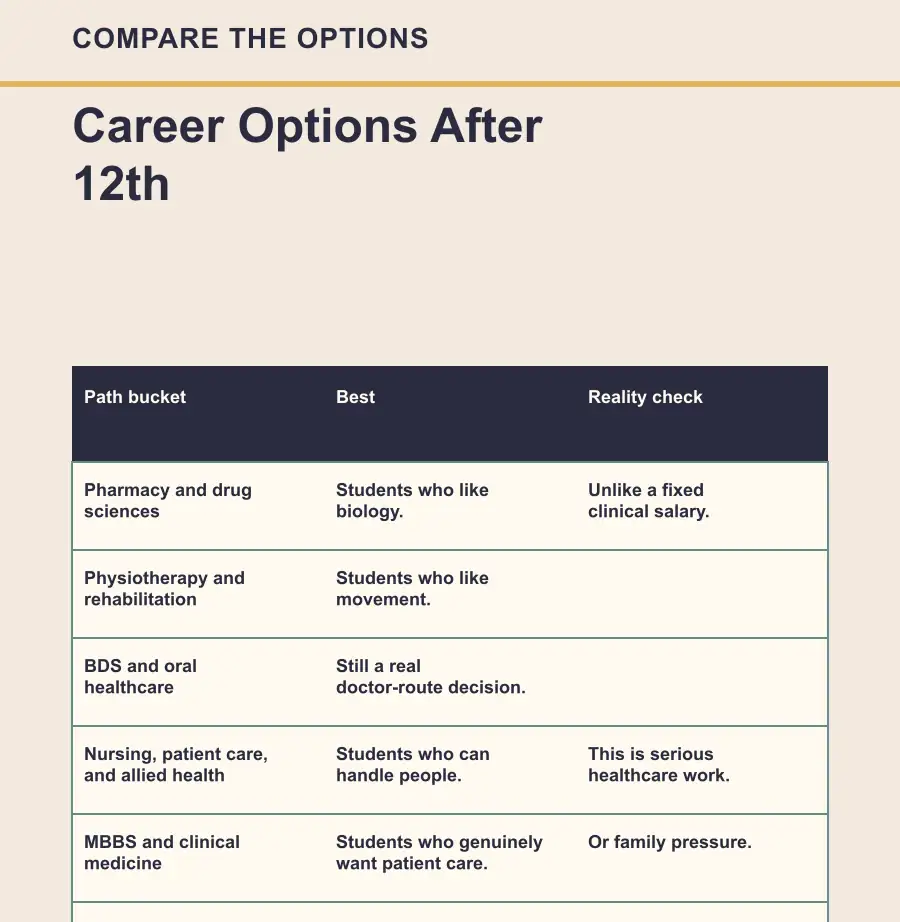 COMPARE THE OPTIONS
Career Options After
12th
Path bucket
Best
Reality check
Pharmacy and drug
sciences
Students who like
biology.
Unlike a fixed
clinical salary.
Physiotherapy and
rehabilitation
Students who like
movement.
BDS and oral
healthcare
Still a real
doctor-route decision.
Nursing, patient care,
and allied health
Students who can
handle people.
This is serious
healthcare work.
MBBS and clinical
medicine
Students who genuinely
want patient care.
Or family pressure.